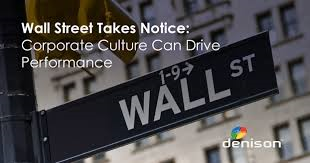 Wall Street Takes Notice:
Corporate Culture Can Drive
Performance
1-9→
WALL ST
denison